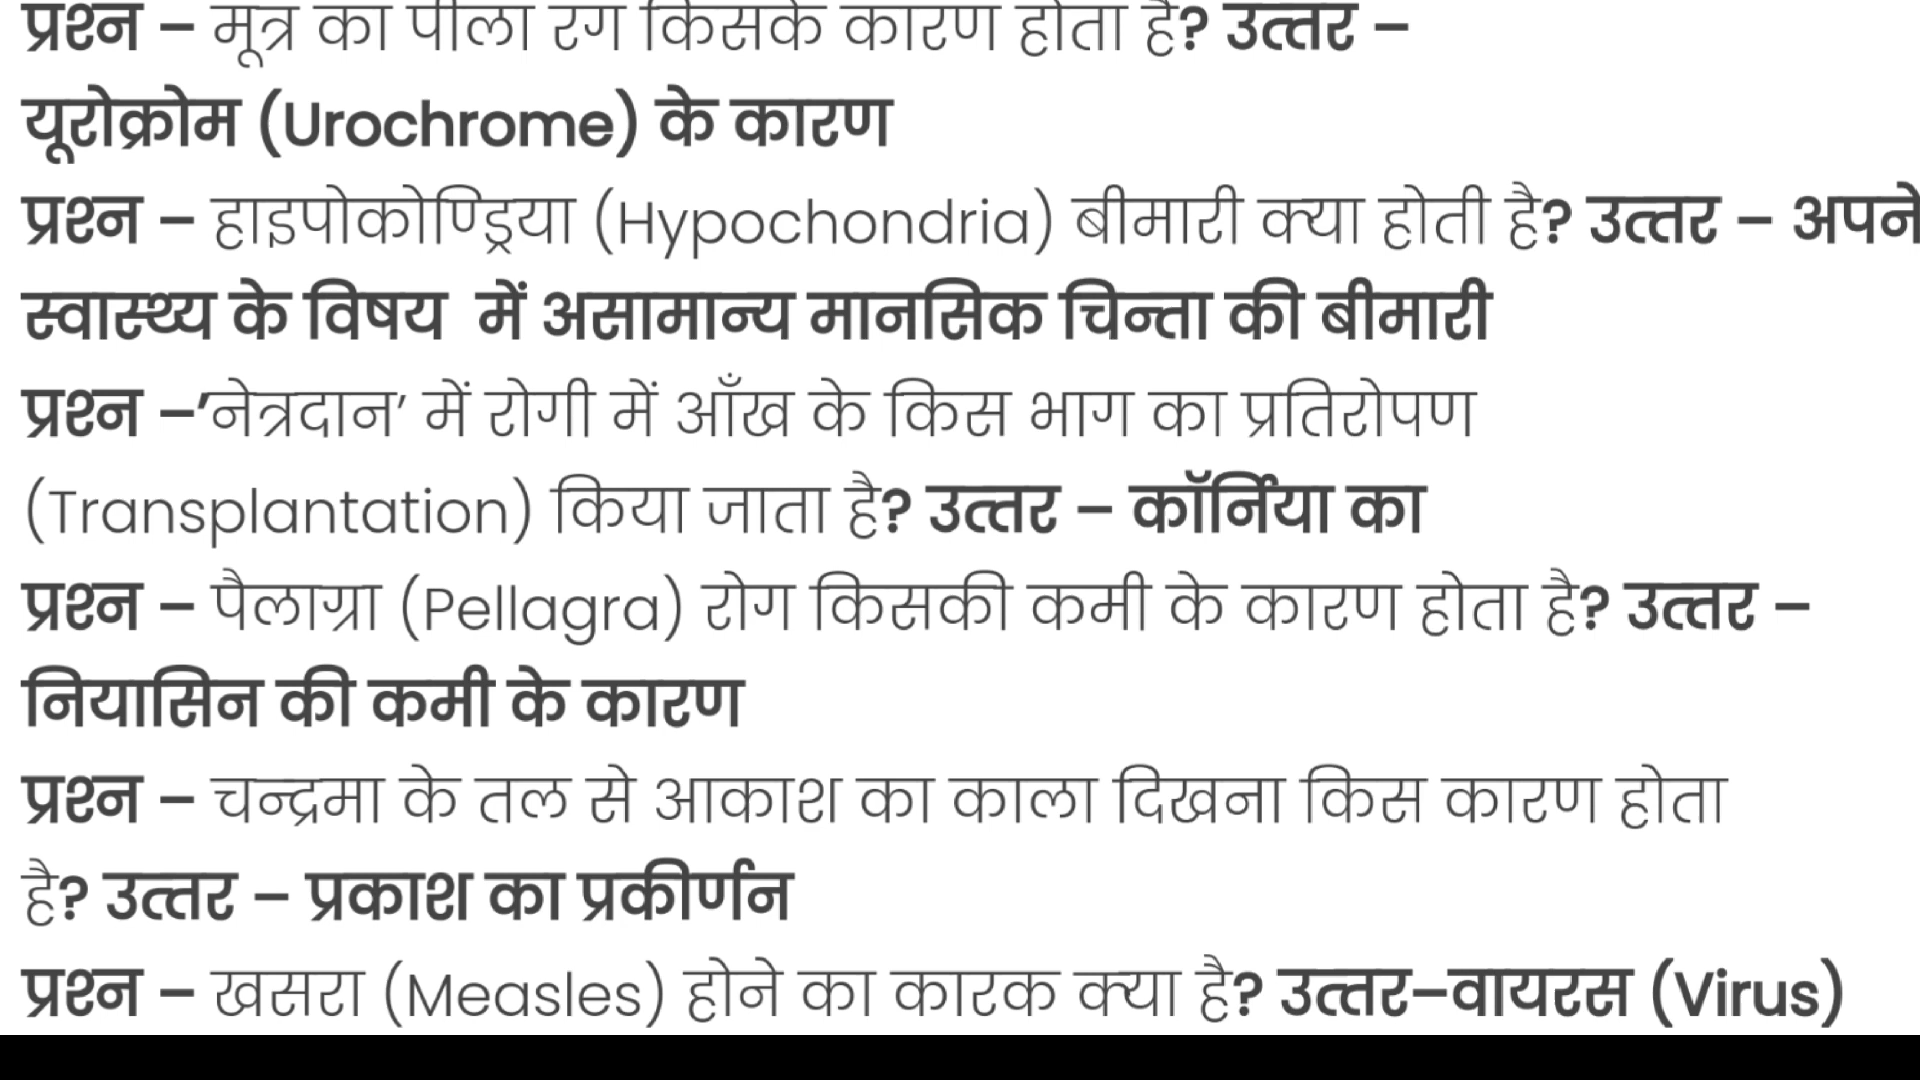 प्रश्न – मूत्र का पीला रंग किसके कारण होता है? उत्तर –
यूरोक्रोम (Urochrome) के कारण
प्रश्न – हाइपोकोण्ड्रिया (Hypochondria) बीमारी क्या होती है? उत्तर – अपने
स्वास्थ्य के विषय में असामान्य मानसिक चिन्ता की बीमारी
प्रश्न –’नेत्रदान’ में रोगी में आँख के किस भाग का प्रतिरोपण
(Transplantation) किया जाता है? उत्तर – कॉर्निया का
प्रश्न – पैलाग्रा (Pellagra) रोग किसकी कमी के कारण होता है? उत्तर –
नियासिन की कमी के कारण
प्रश्न – चन्द्रमा के तल से आकाश का काला दिखना किस कारण होता
है? उत्तर – प्रकाश का प्रकीर्णन
प्रश्न – खसरा (Measles) होने का कारक क्या है? उत्तर–वायरस (Virus)